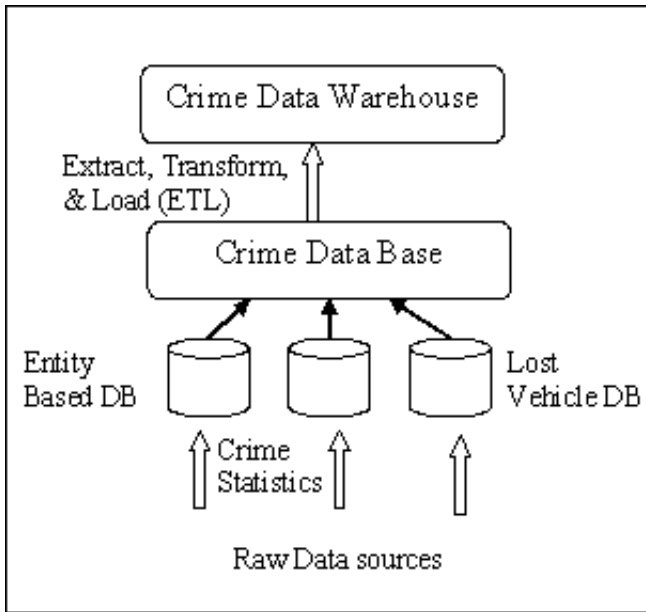 Crime Data Warehouse
Extract, Transform,
& Load (ETL)
Crime Data Base
Entity
Based DB
Lost
Vehicle DB
Crime
Statistics
Raw Data sources